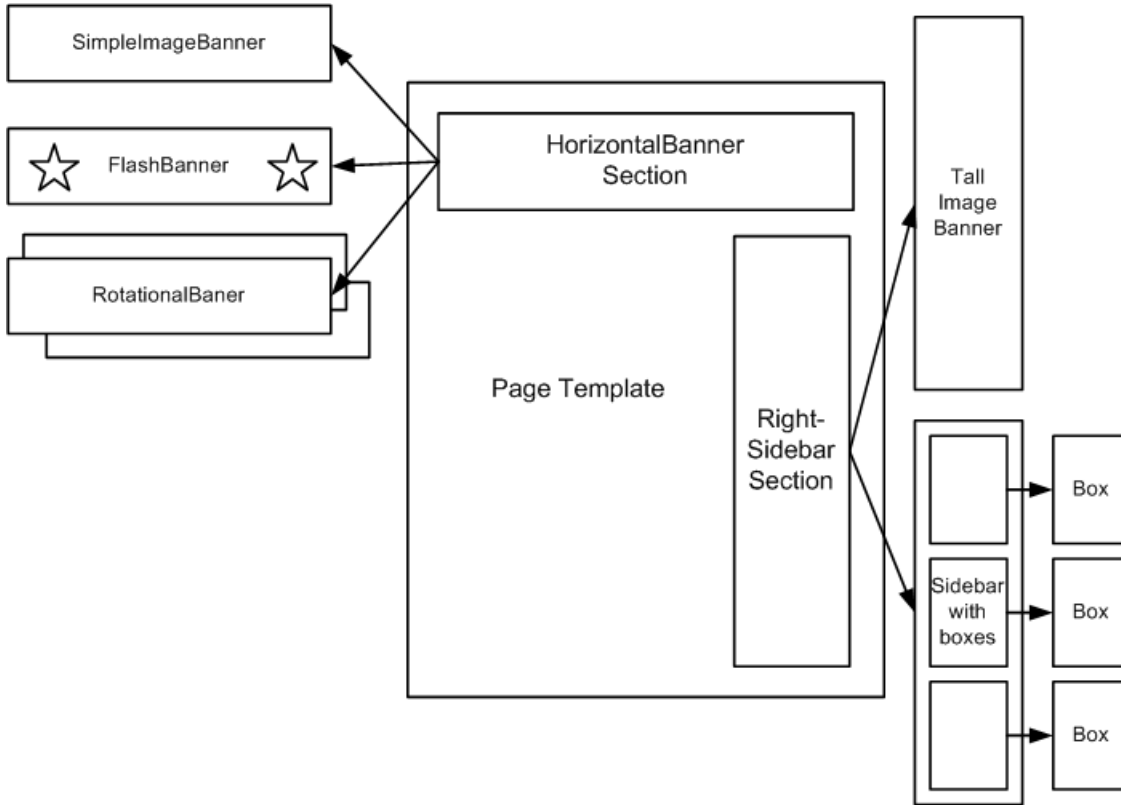 SimpleImageBanner
FlashBanner
RotationalBaner
HorizontalBanner
Section
Page Template
Right-
Sidebar
Section
Tall
Image
Banner
Sidebar
with
boxes
Box
Box
Box